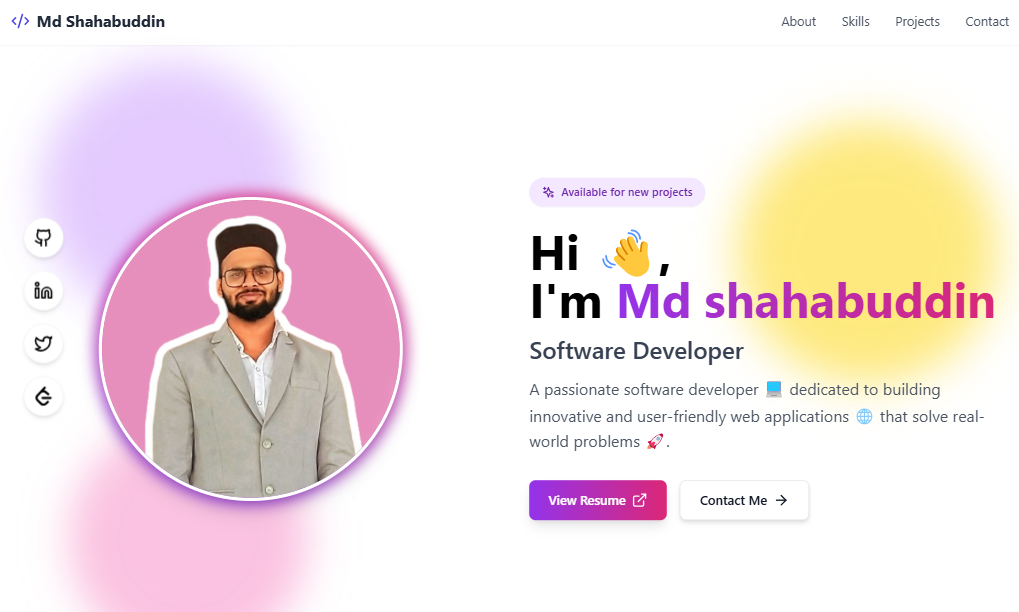 </> Md Shahabuddin
About
Skills
Projects
Contact
Available for new projects
Hi 👋,
I'm Md shahabuddin
Software Developer
A passionate software developer 💻 dedicated to building
innovative and user-friendly web applications 🌐 that solve real-
world problems 🚀.
View Resume
Contact Me →